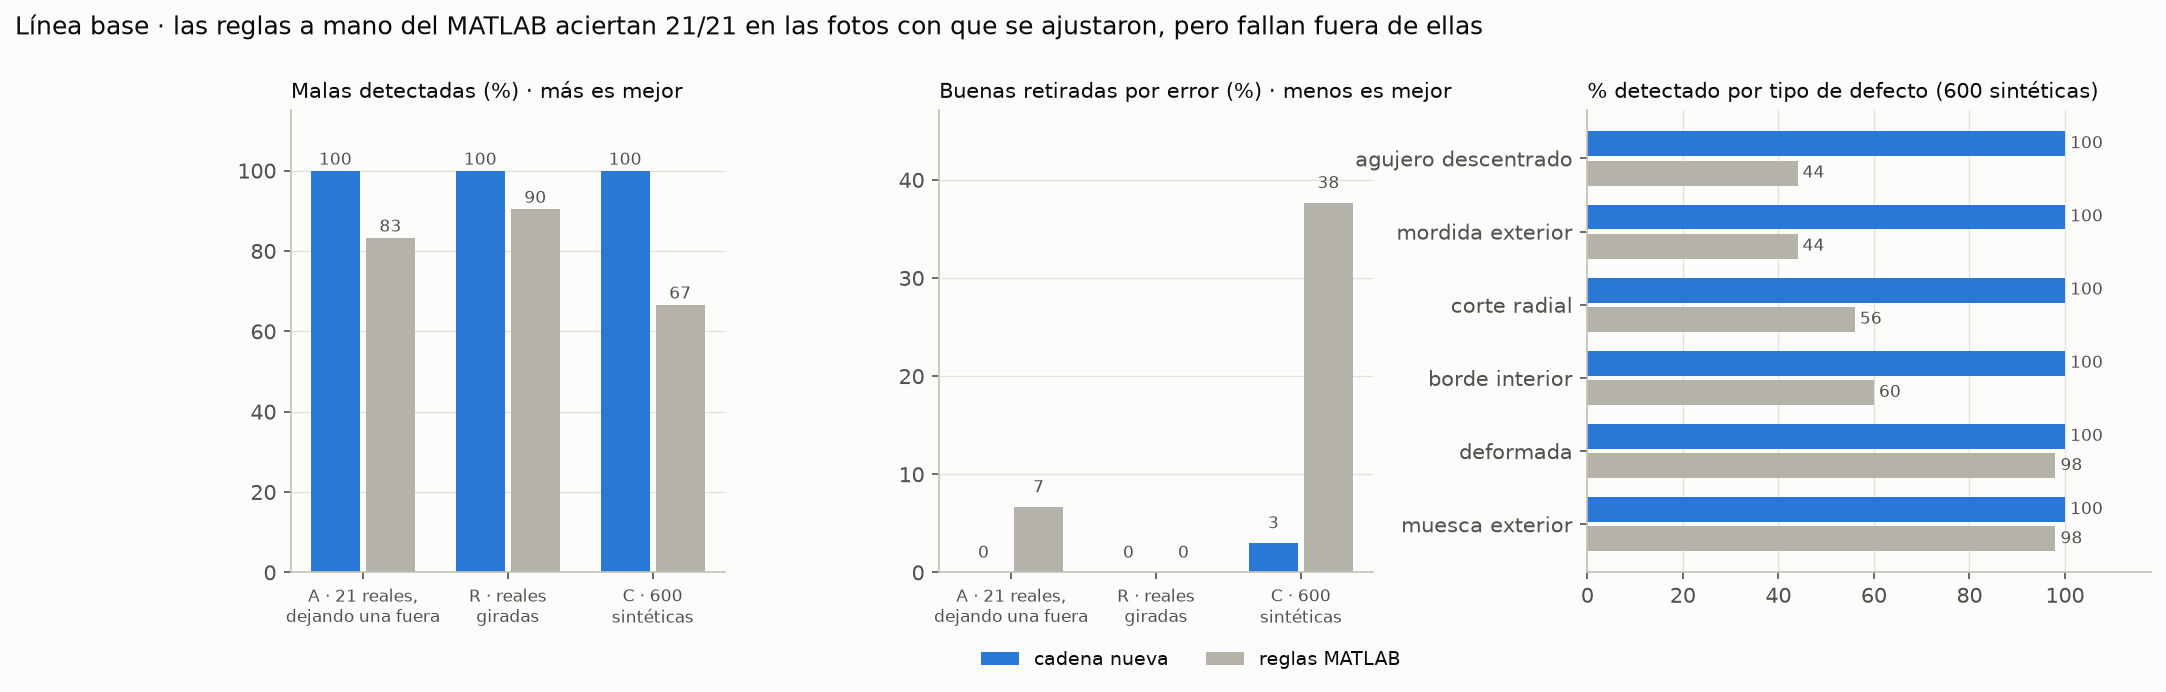 Línea base · las reglas a mano del MATLAB aciertan 21/21 en las fotos con que se ajustaron, pero fallan fuera de ellas
Malas detectadas (%) · más es mejor
100
80
60
40
20
0
100
83
100
90
100
67
A · 21 reales,
dejando una fuera
R · reales
giradas
C · 600
sintéticas
Buenas retiradas por error (%) · menos es mejor
40
30
20
10
0
0
7
0
0
3
38
A · 21 reales,
dejando una fuera
R · reales
giradas
C · 600
sintéticas
% detectado por tipo de defecto (600 sintéticas)
agujero descentrado
100
44
mordida exterior
100
44
corte radial
100
56
borde interior
100
60
deformada
100
98
muesca exterior
100
98
0 20 40 60 80 100
cadena nueva
reglas MATLAB